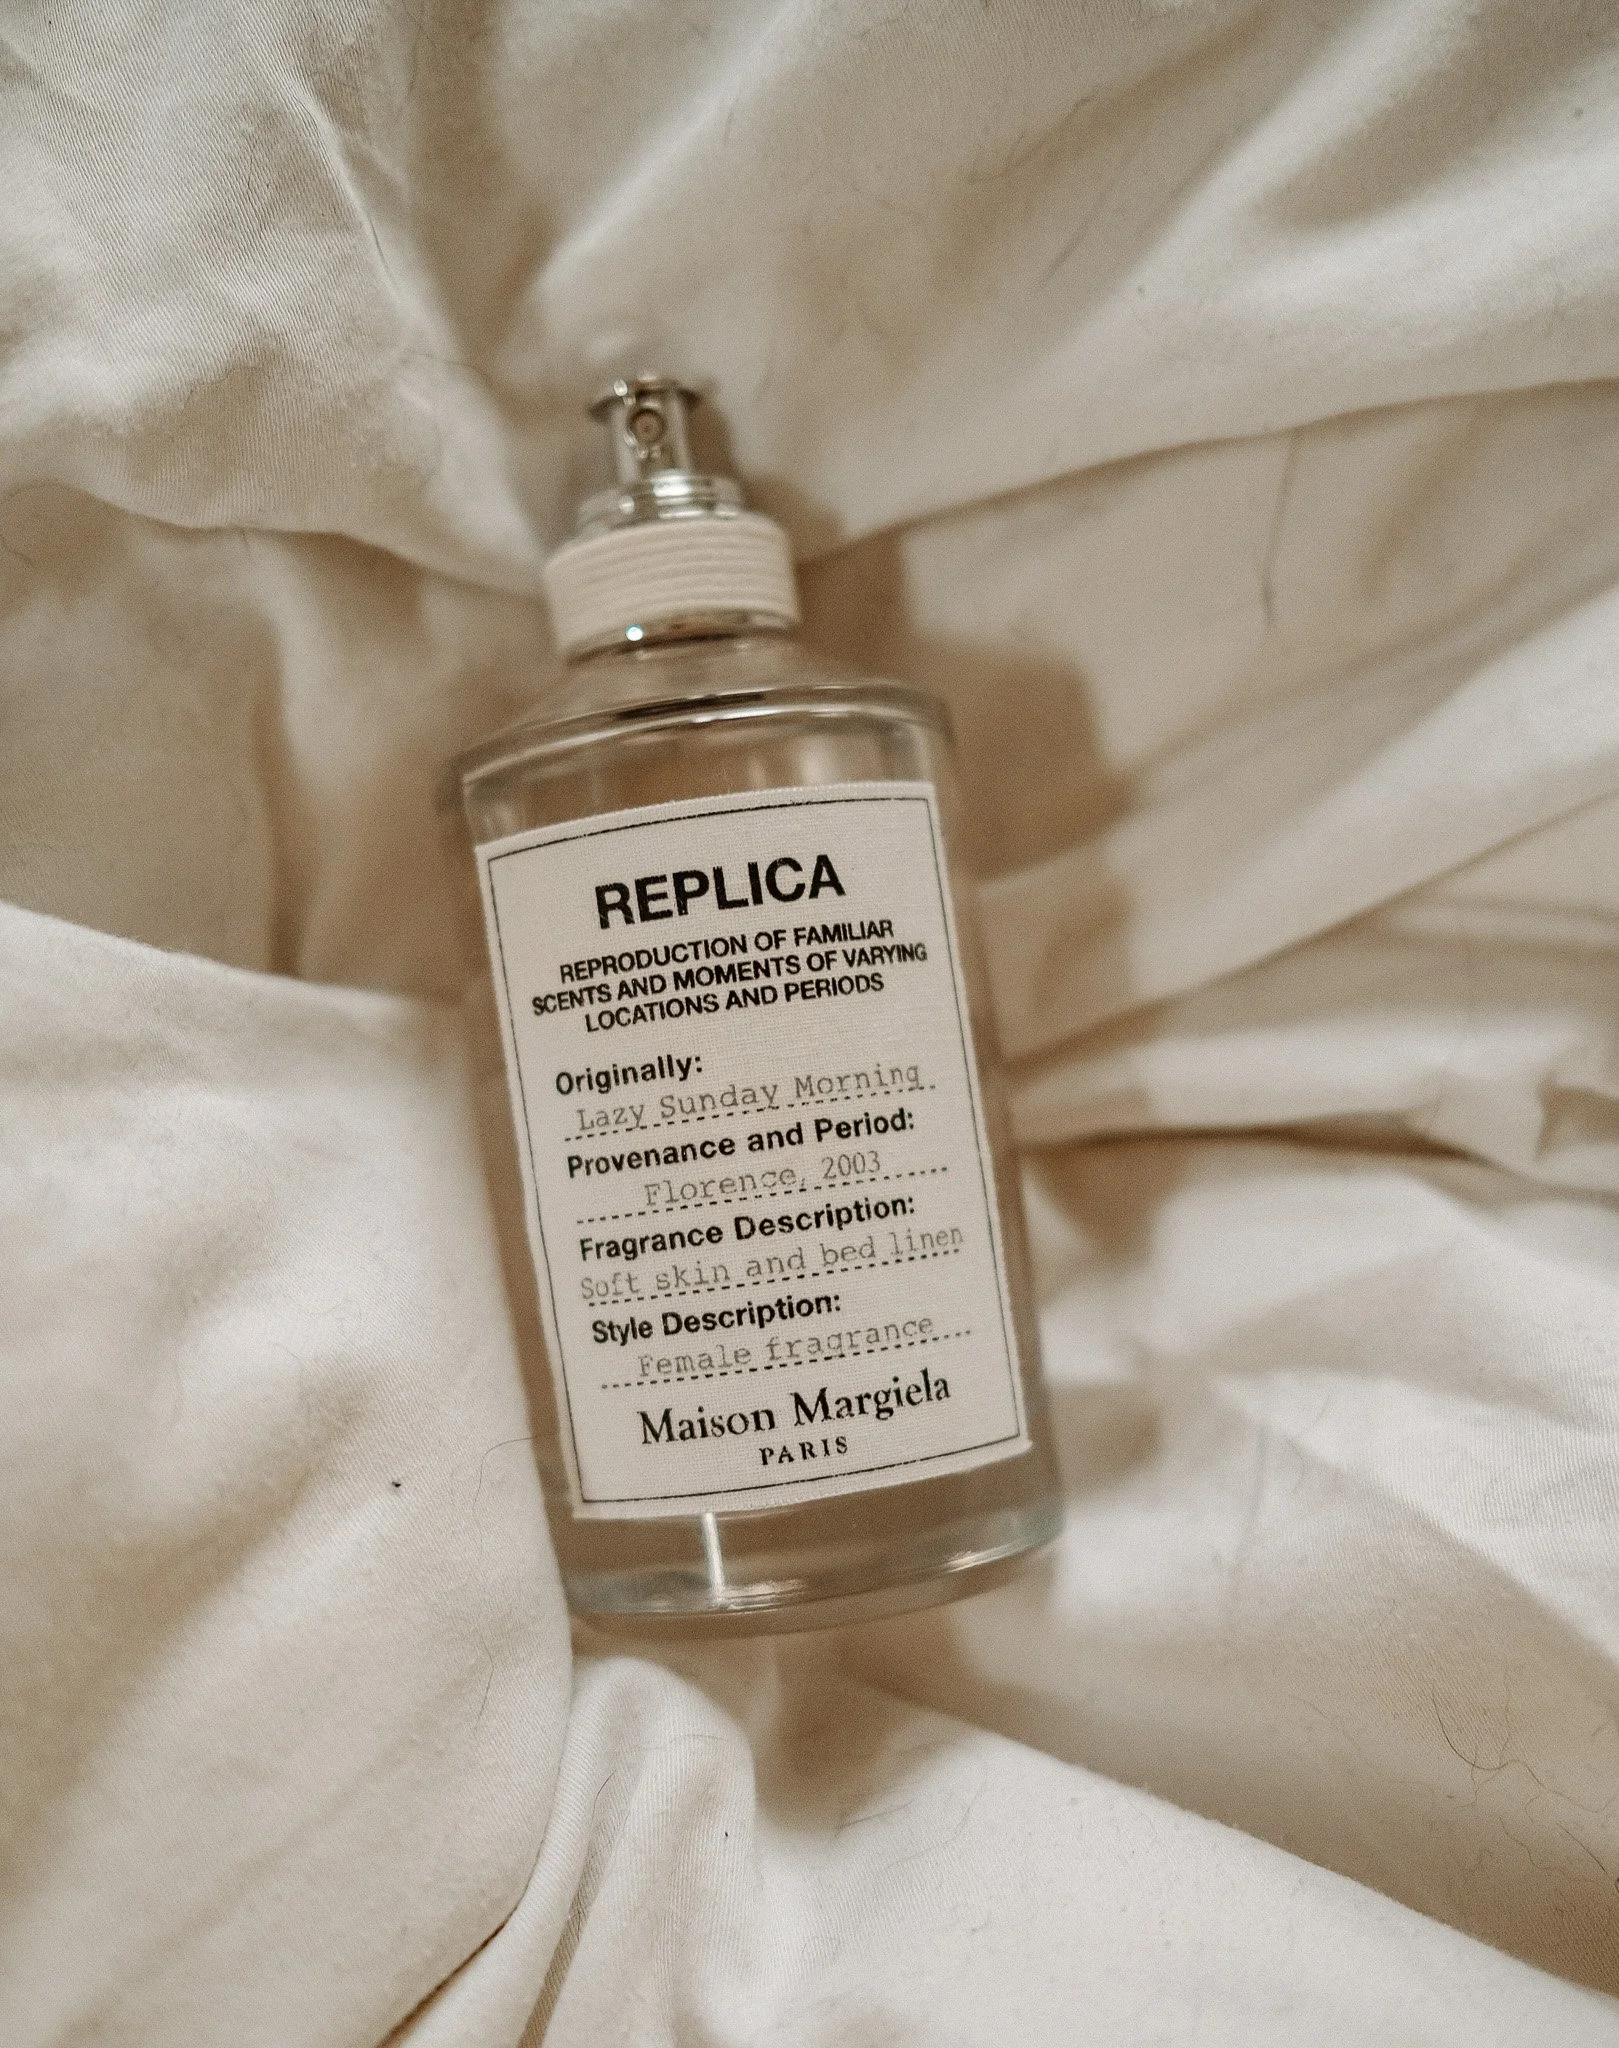 REPLICA
REPRODUCTION OF FAMILIAR
SCENTS AND MOMENTS OF VARYING
LOCATIONS AND PERIODS
Originally:
Lazy Sunday Morning
Provenance and Period:
Florence, 2003
Fragrance Description:
Soft skin and bed linen
Style Description:
Female fragrance
Maison Margiela
PARIS